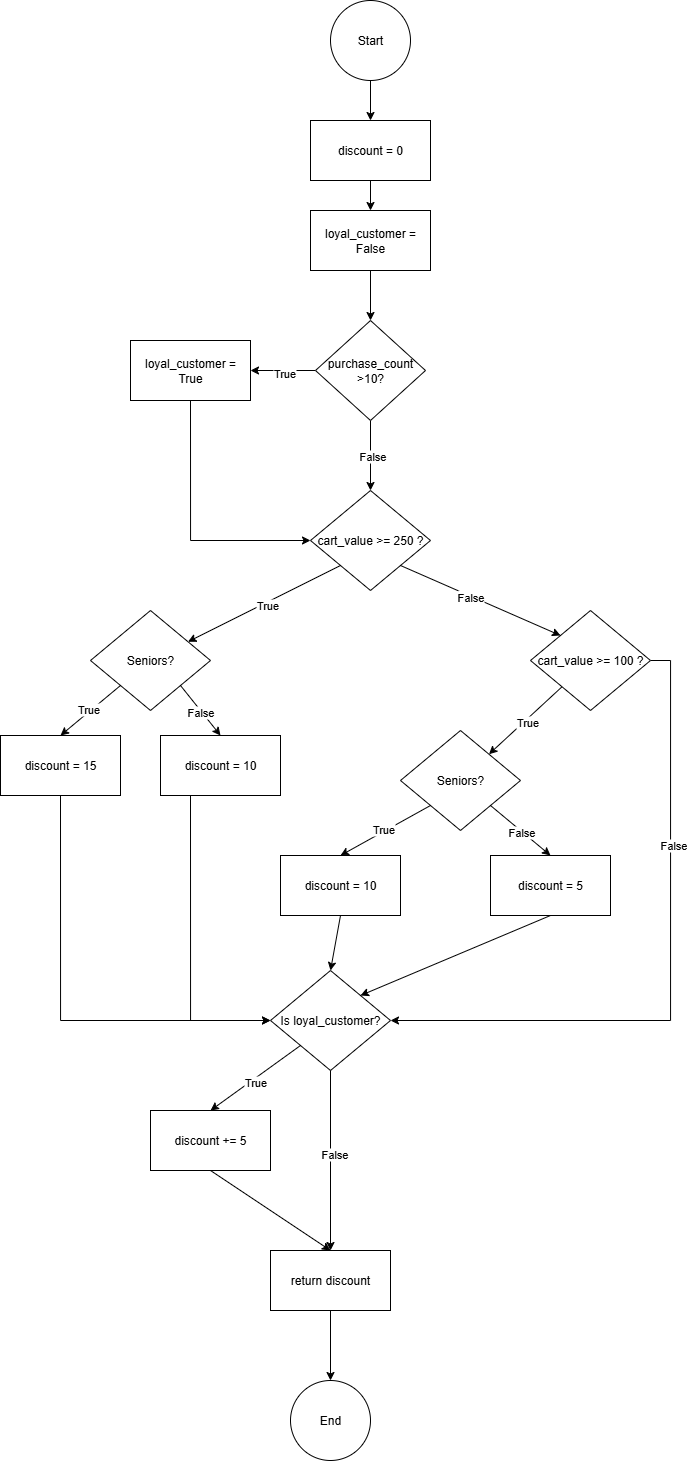 Start
discount = 0
loyal_customer =
False
purchase_count
>10?
True
loyal_customer =
True
False
cart_value >= 250 ?
True
False
Seniors?
cart_value >= 100 ?
True
False
True
discount = 15
discount = 10
Seniors?
True
False
False
discount = 10
discount = 5
Is loyal_customer?
True
discount += 5
False
return discount
End